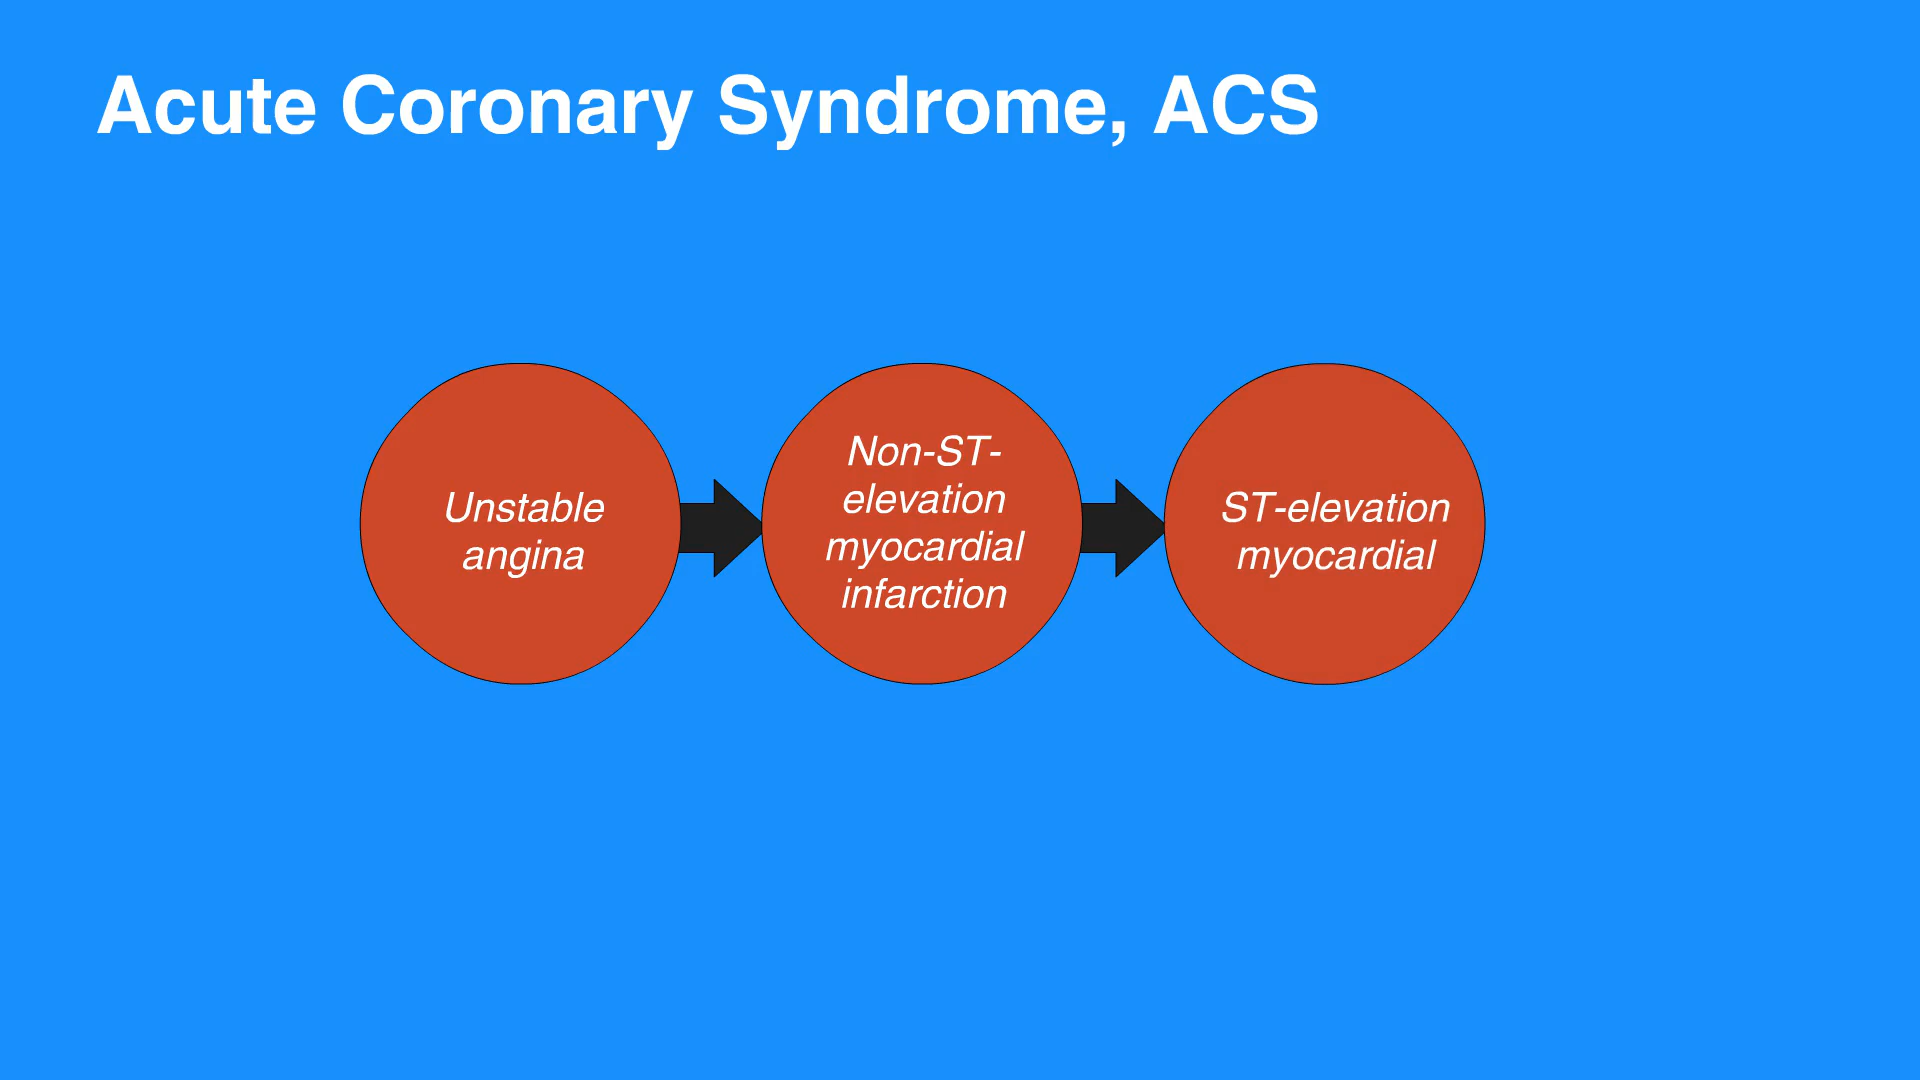 Acute Coronary Syndrome, ACS
Unstable
angina
Non-ST-
elevation
myocardial
infarction
ST-elevation
myocardial